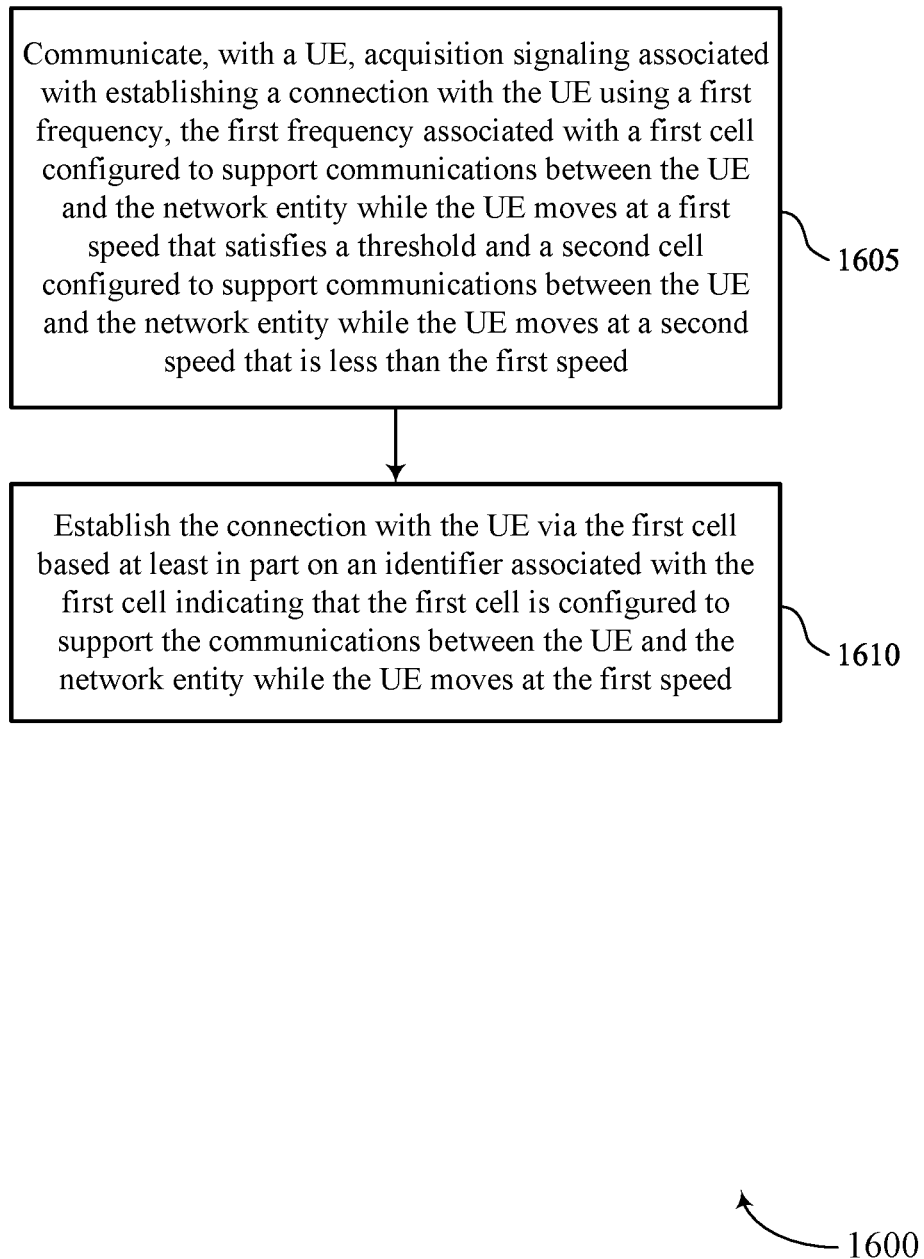 Communicate, with a UE, acquisition signaling associated
with establishing a connection with the UE using a first
frequency, the first frequency associated with a first cell
configured to support communications between the UE
and the network entity while the UE moves at a first
speed that satisfies a threshold and a second cell
configured to support communications between the UE
and the network entity while the UE moves at a second
speed that is less than the first speed
1605
Establish the connection with the UE via the first cell
based at least in part on an identifier associated with the
first cell indicating that the first cell is configured to
support the communications between the UE and the
network entity while the UE moves at the first speed
1610
1600